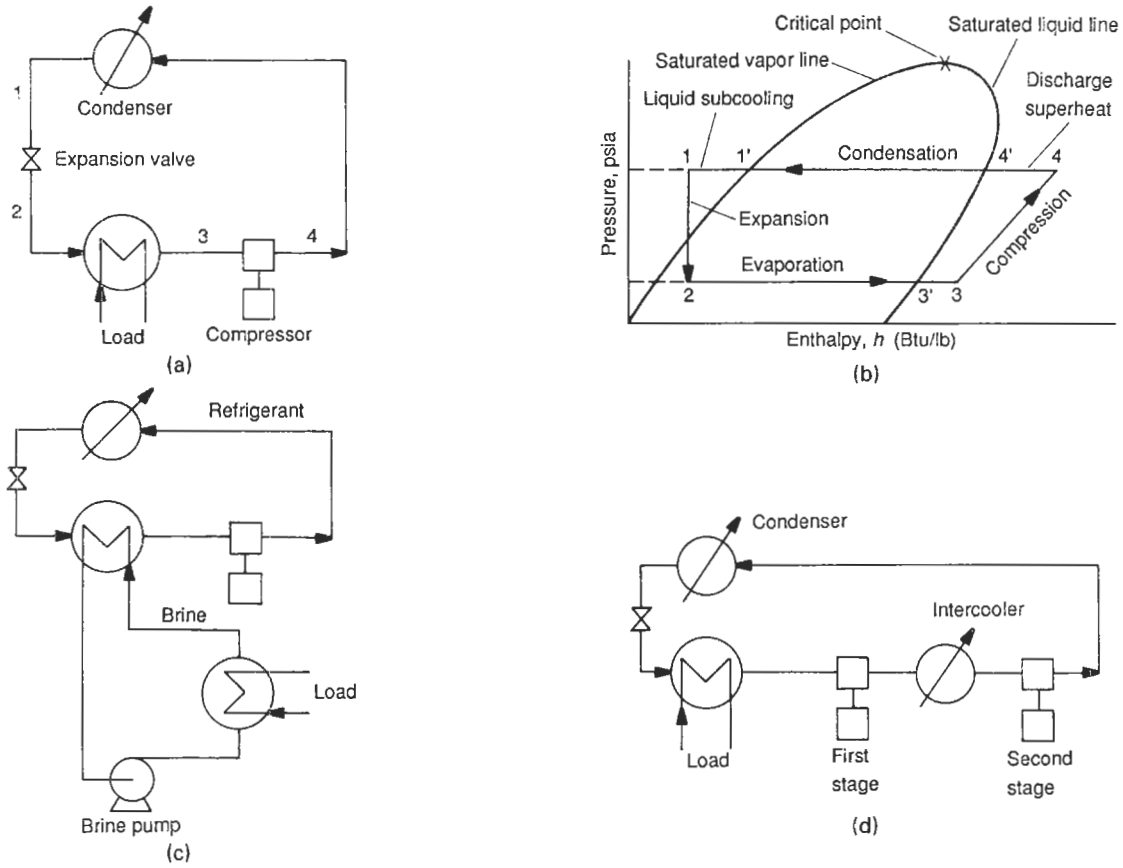 1
Condenser
Expansion valve
2
3
4
Load
Compressor
(a)
Critical point
Saturated liquid line
Saturated vapor line
Liquid subcooling
Discharge
superheat
1
1'
Condensation
4'
4
Pressure, psia
Expansion
Compression
Evaporation
2
3'
3
Enthalpy, h (Btu/lb)
(b)
Refrigerant
Brine
Load
Brine pump
(c)
Condenser
Intercooler
Load
First
stage
Second
stage
(d)